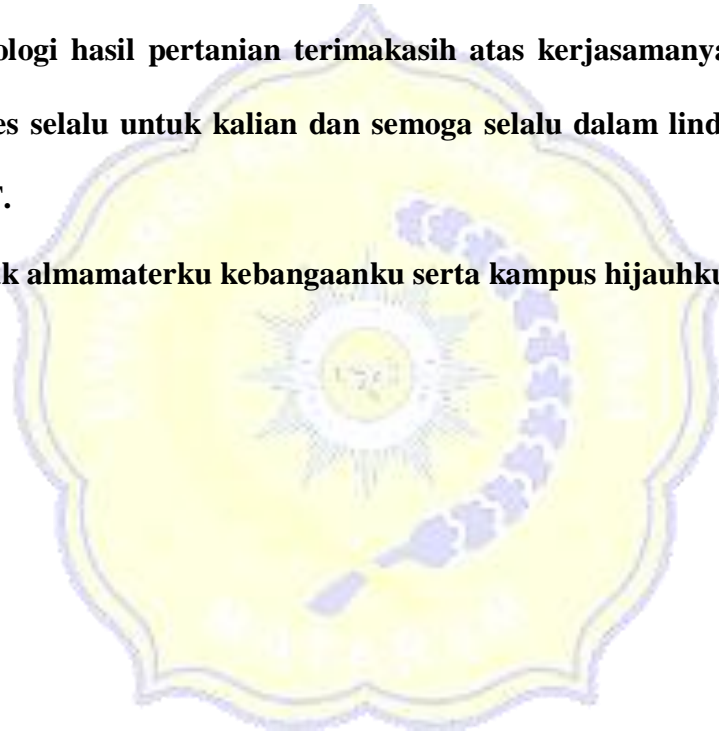 ologi hasil pertanian terimakasih atas kerjasamanya
es selalu untuk kalian dan semoga selalu dalam lind
.
k almamaterku kebangaanku serta kampus hijauhku